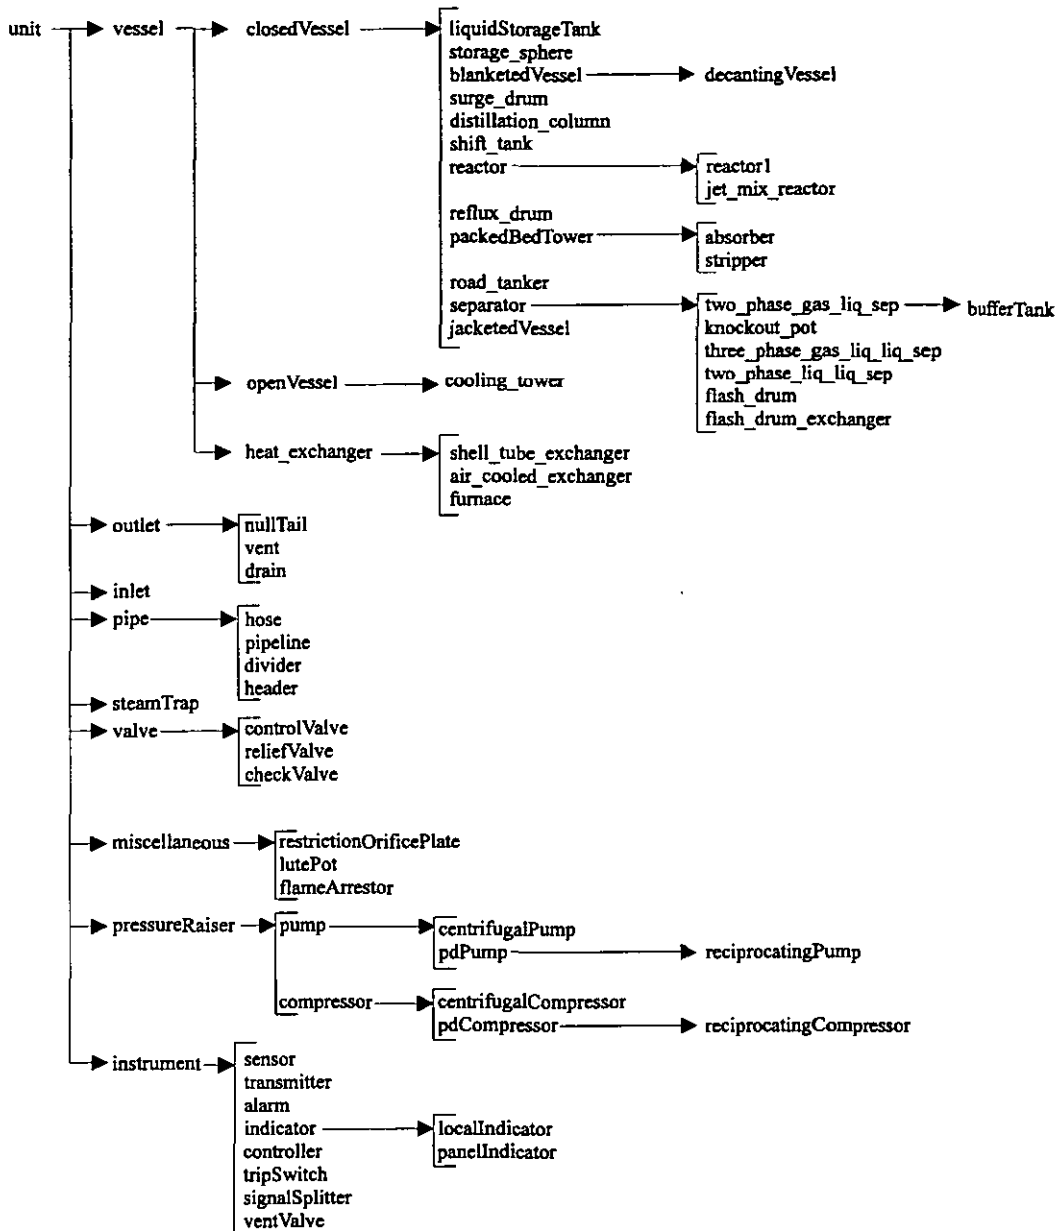 unit vessel closedVessel liquidStorageTank
storage_sphere
blanketedVessel decantingVessel
surge_drum
distillation_column
shift_tank
reactor reactor1
jet_mix_reactor
reflux_drum
packedBedTower absorber
stripper
road_tanker
separator two_phase_gas_liq_sep bufferTank
jacketedVessel knockout_pot
three_phase_gas_liq_liq_sep
openVessel cooling_tower two_phase_liq_liq_sep
flash_drum
flash_drum_exchanger
heat_exchanger shell_tube_exchanger
air_cooled_exchanger
furnace
outlet nullTail
vent
drain
inlet
pipe hose
pipeline
divider
header
steamTrap
valve controlValve
reliefValve
checkValve
miscellaneous restrictionOrificePlate
lutePot
flameArrestor
pressureRaiser pump centrifugalPump
pdPump reciprocatingPump
compressor centrifugalCompressor
pdCompressor reciprocatingCompressor
instrument sensor
transmitter
alarm
indicator localIndicator
controller panelIndicator
tripSwitch
signalSplitter
ventValve